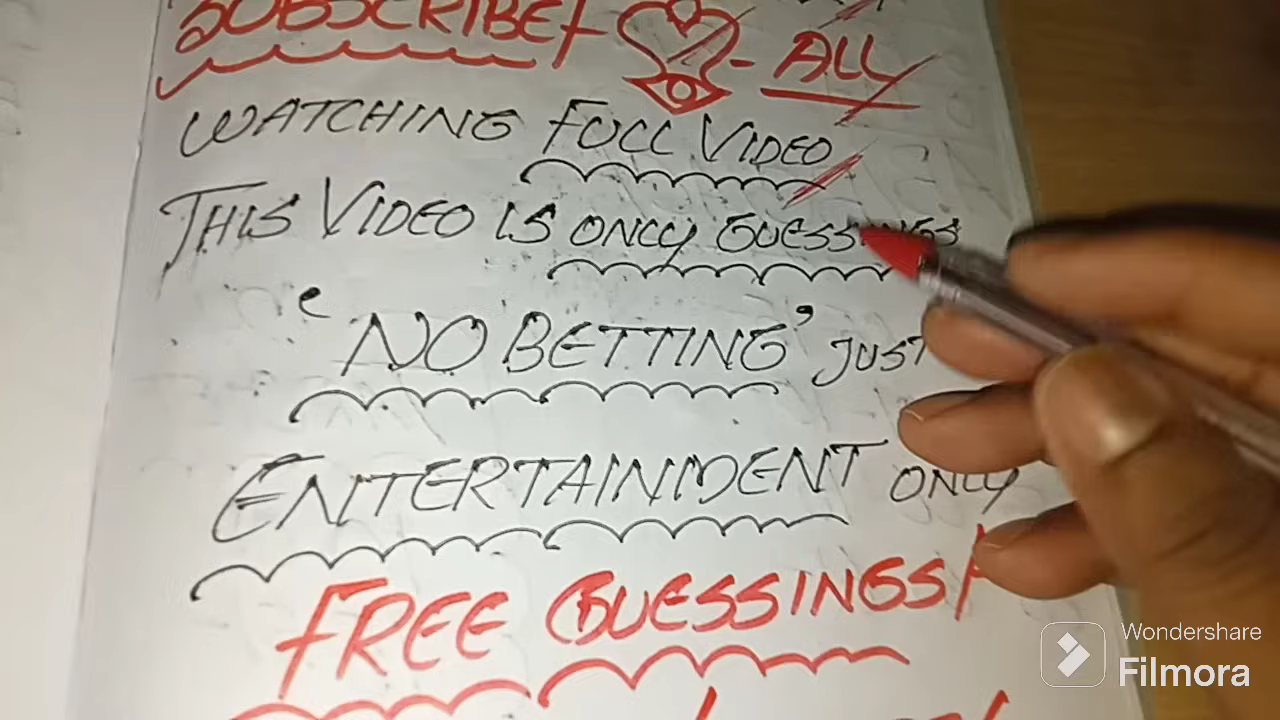 SUBSCRIBE+ - ALL
WATCHING FULL VIDEO
THIS VIDEO IS ONLY GUESSINGS
'NO BETTING' JUST
ENTERTAINMENT ONLY
FREE GUESSINGS
Wondershare
Filmora